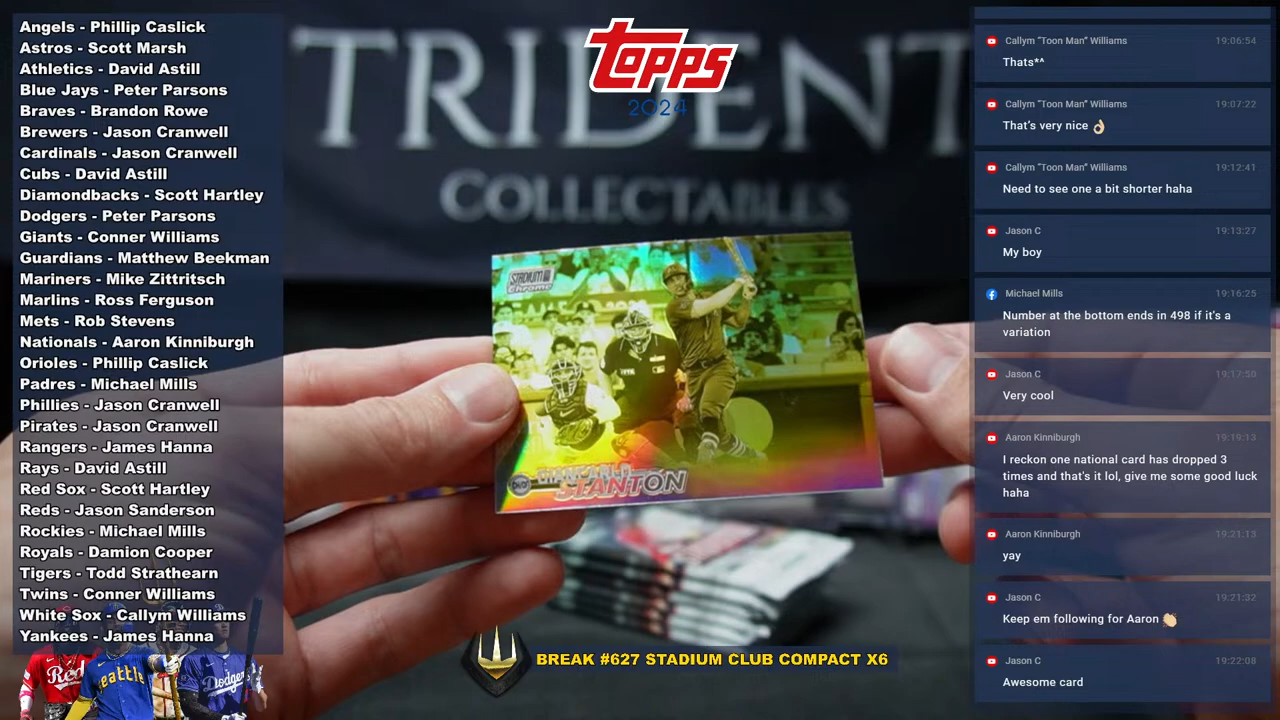 Angels - Phillip Caslick
Astros - Scott Marsh
Athletics - David Astill
Blue Jays - Peter Parsons
Braves - Brandon Rowe
Brewers - Jason Cranwell
Cardinals - Jason Cranwell
Cubs - David Astill
Diamondbacks - Scott Hartley
Dodgers - Peter Parsons
Giants - Conner Williams
Guardians - Matthew Beekman
Mariners - Mike Zittritsch
Marlins - Ross Ferguson
Mets - Rob Stevens
Nationals - Aaron Kinniburgh
Orioles - Phillip Caslick
Padres - Michael Mills
Phillies - Jason Cranwell
Pirates - Jason Cranwell
Rangers - James Hanna
Rays - David Astill
Red Sox - Scott Hartley
Reds - Jason Sanderson
Rockies - Michael Mills
Royals - Damion Cooper
Tigers - Todd Strathearn
Twins - Conner Williams
White Sox - Callym Williams
Yankees - James Hanna
Red
seattle
Dodgers
topps
2024
TRIDENT
COLLECTABLES
STADIUM
Chrome
GIANCARLO
STANTON
BREAK #627 STADIUM CLUB COMPACT X6
Callym "Toon Man" Williams 19:06:54
Thats*^
Callym "Toon Man" Williams 19:07:22
That's very nice 👌🏼
Callym "Toon Man" Williams 19:12:41
Need to see one a bit shorter haha
Jason C 19:13:27
My boy
Michael Mills 19:16:25
Number at the bottom ends in 498 if it's a
variation
Jason C 19:17:50
Very cool
Aaron Kinniburgh 19:19:13
I reckon one national card has dropped 3
times and that's it lol, give me some good luck
haha
Aaron Kinniburgh 19:21:13
yay
Jason C 19:21:32
Keep em following for Aaron 👏🏼
Jason C 19:22:08
Awesome card